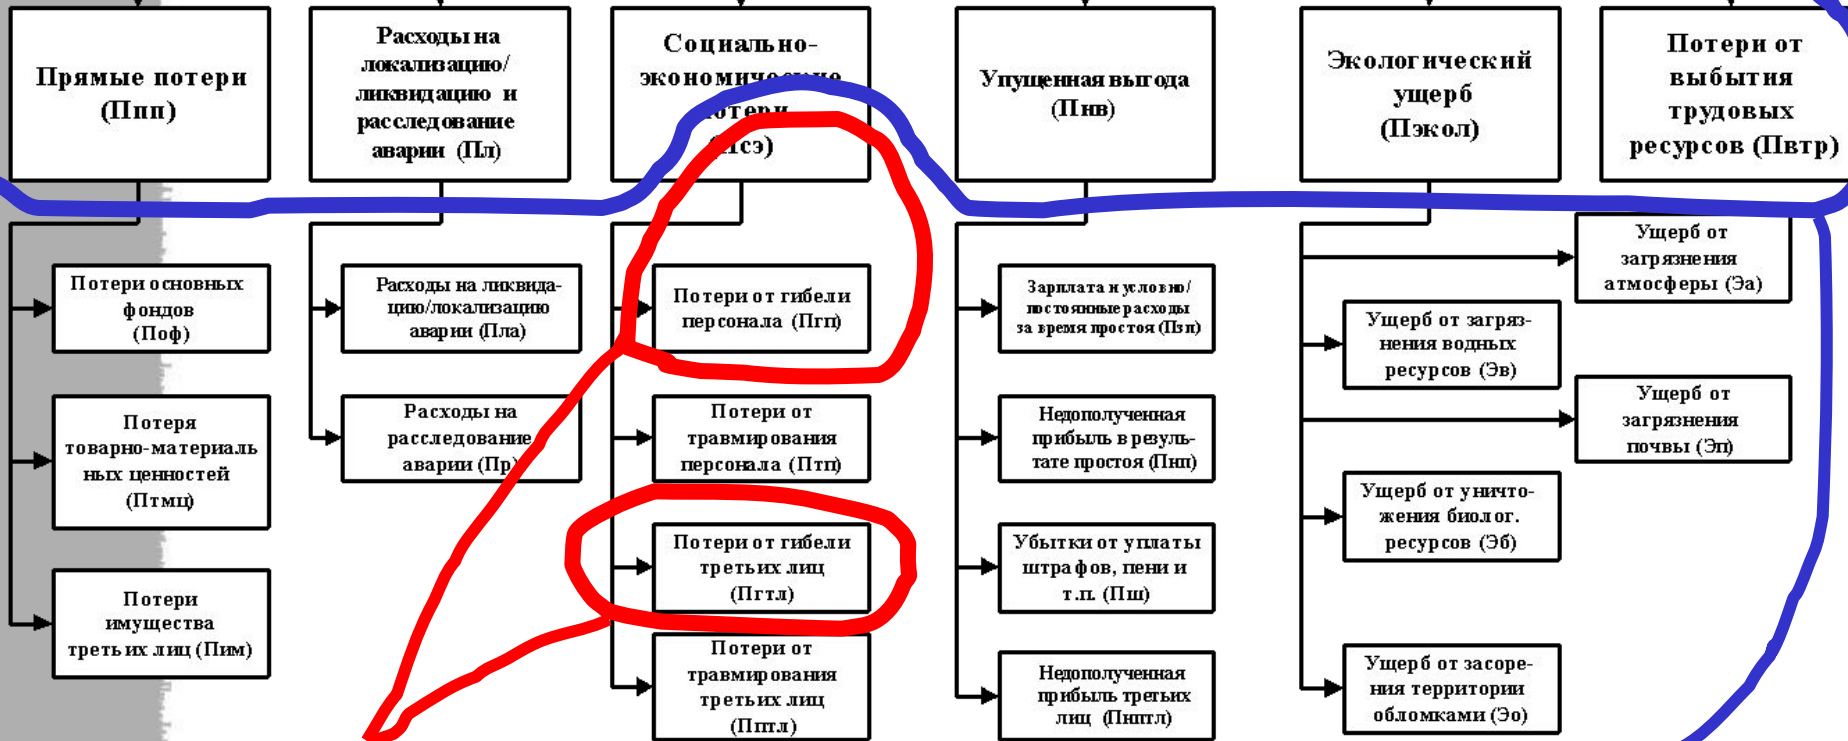 Прямые потери
(Ппп)
Расходы на
локализацию/
ликвидацию и
расследование
аварии (Пл)
Социально-
экономические
потери
(Псэ)
Упущенная выгода
(Пнв)
Экологический
ущерб
(Пэкол)
Потери от
выбытия
трудовых
ресурсов (Пвтр)
Потери основных
фондов
(Поф)
Потеря
товарно-материаль
ных ценностей
(Птмц)
Потери
имущества
третьих лиц (Пим)
Расходы на ликвида-
цию/локализацию
аварии (Пла)
Расходы на
расследование
аварии (Пр)
Потери от гибели
персонала (Пгп)
Потери от
травмирования
персонала (Птп)
Потери от гибели
третьих лиц
(Пгтл)
Потери от
травмирования
третьих лиц
(Пттл)
Зарплата и условно/
постоянные расходы
за время простоя (Пзп)
Недополученная
прибыль в резуль-
тате простоя (Пнп)
Убытки от уплаты
штрафов, пени и
т.п. (Пш)
Недополученная
прибыль третьих
лиц (Пнптл)
Ущерб от
загрязнения
атмосферы (Эа)
Ущерб от загряз-
нения водных
ресурсов (Эв)
Ущерб от
загрязнения
почвы (Эп)
Ущерб от уничто-
жения биолог.
ресурсов (Эб)
Ущерб от засоре-
ния территории
обломками (Эо)